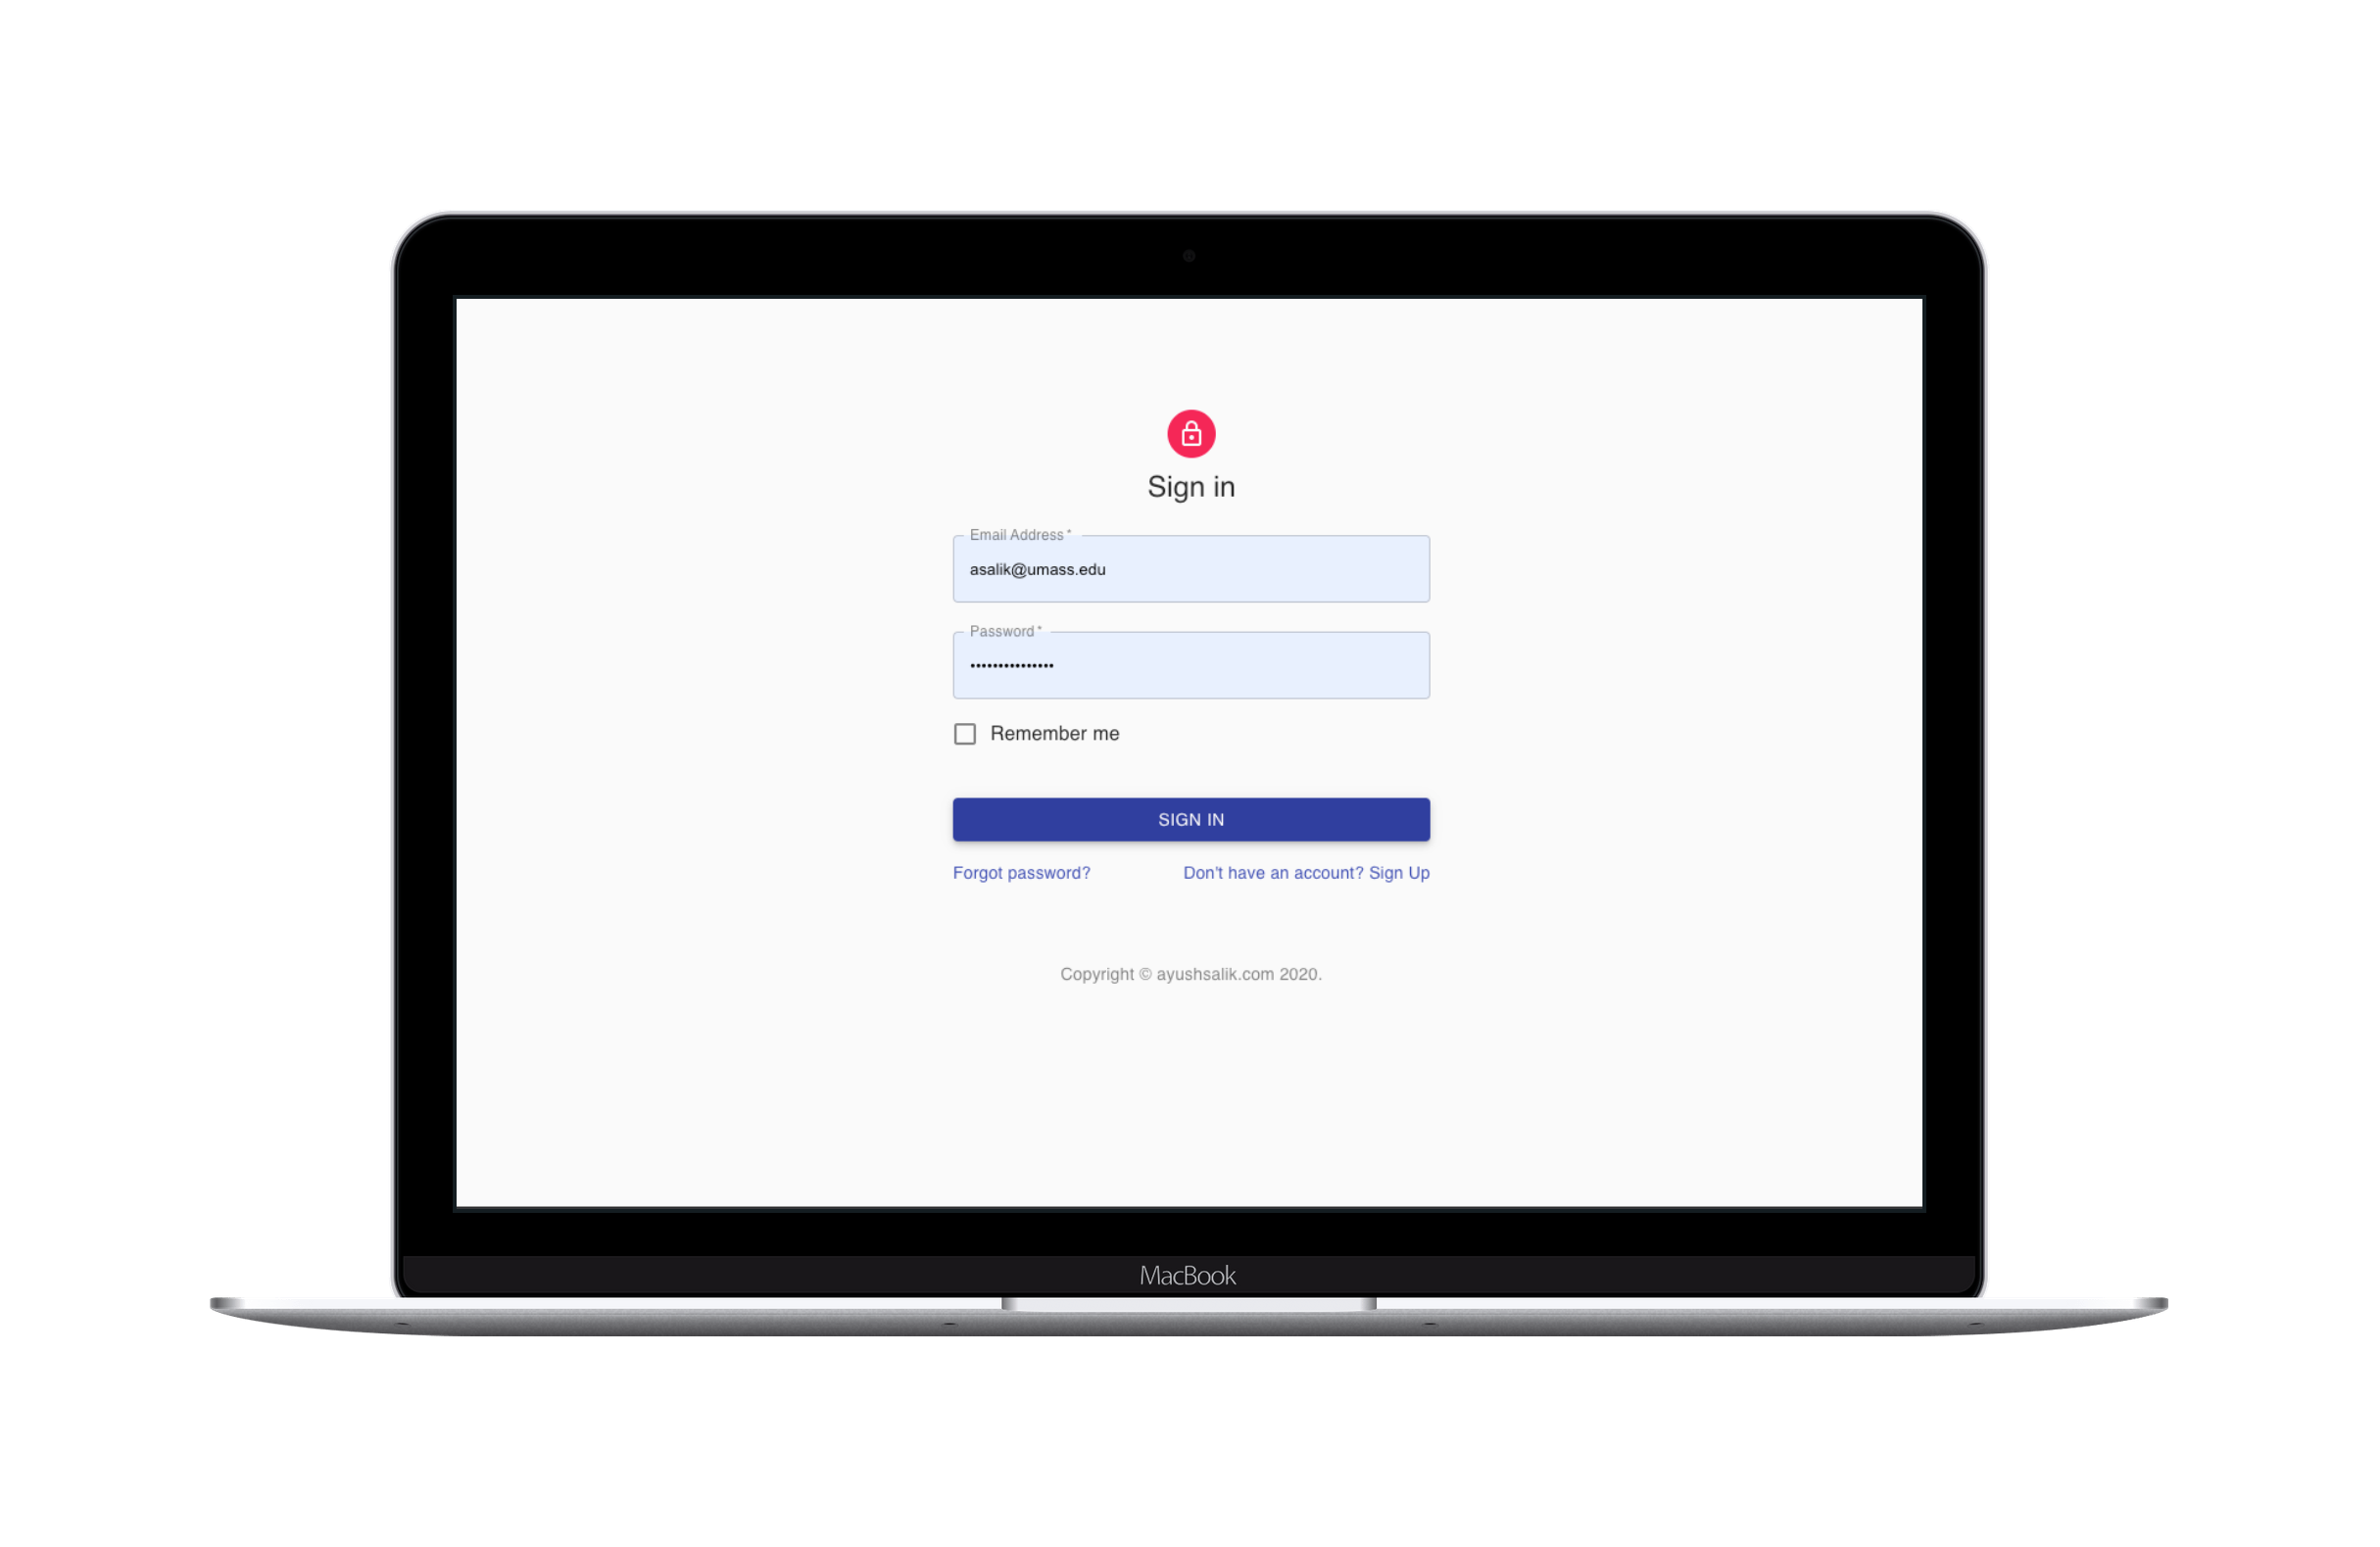 Sign in
Email Address *
asalik@umass.edu
Password *
•••••••••••••••
Remember me
SIGN IN
Forgot password? Don't have an account? Sign Up
Copyright © ayushsalik.com 2020.
MacBook